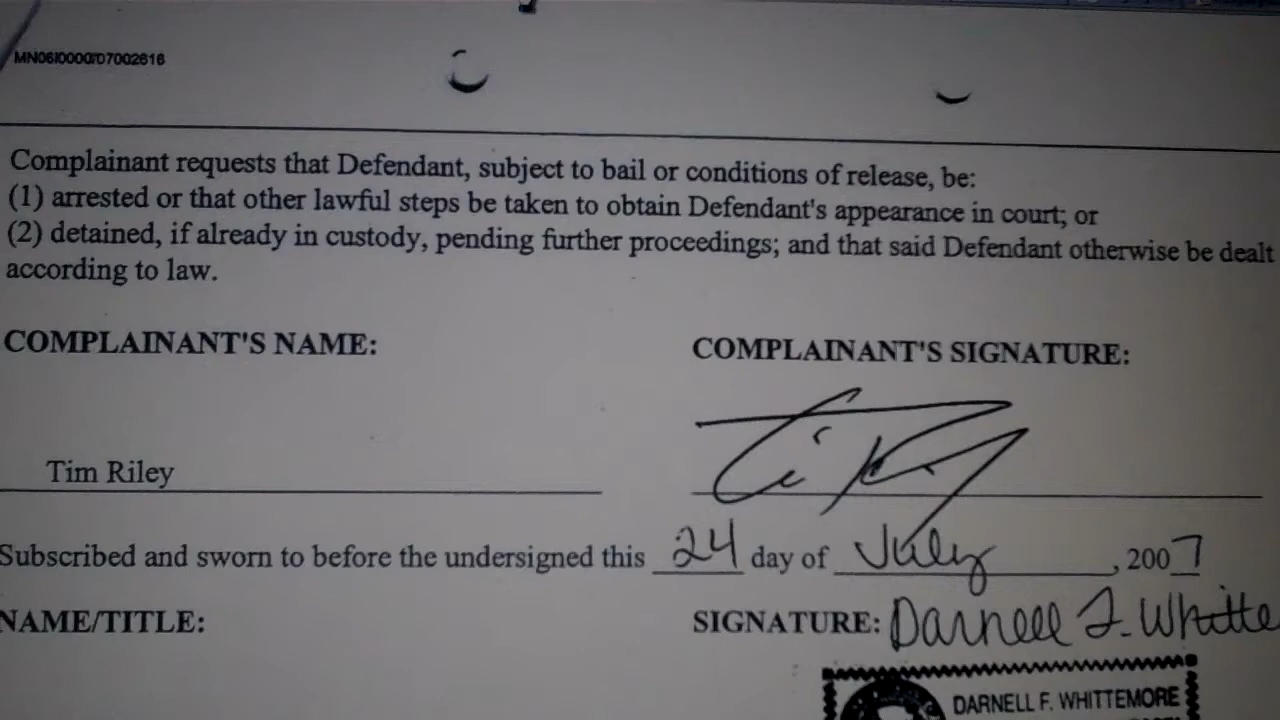 MN06I0000/07002616
Complainant requests that Defendant, subject to bail or conditions of release, be:
(1) arrested or that other lawful steps be taken to obtain Defendant's appearance in court; or
(2) detained, if already in custody, pending further proceedings; and that said Defendant otherwise be dealt
according to law.
COMPLAINANT'S NAME: COMPLAINANT'S SIGNATURE:
Tim Riley
Subscribed and sworn to before the undersigned this 24 day of July, 2007
NAME/TITLE: SIGNATURE: Darnell F. Whitte
DARNELL F. WHITTEMORE